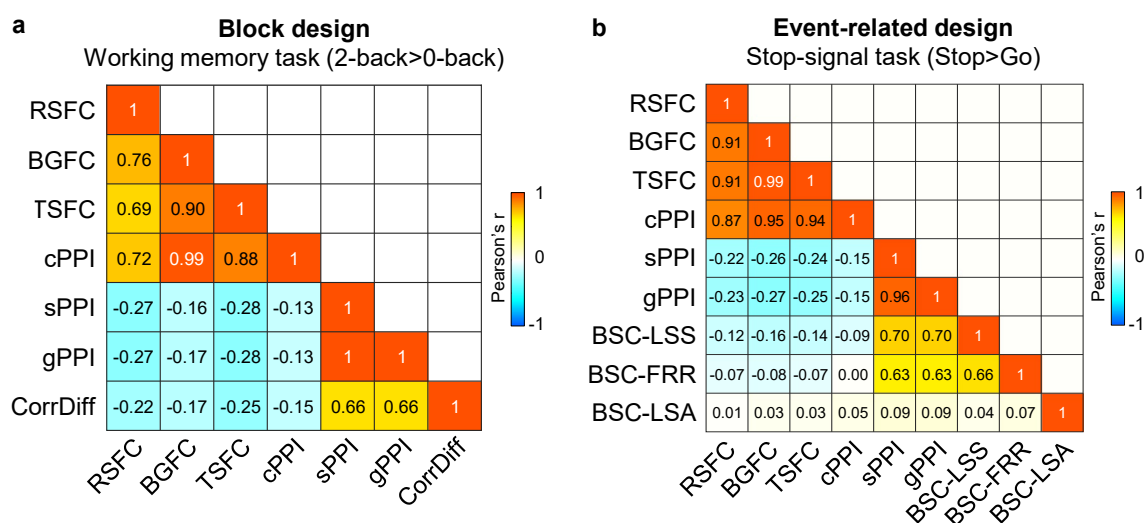 a
Block design
Working memory task (2-back>0-back)
RSFC 1
BGFC 0.76 1
TSFC 0.69 0.90 1
cPPI 0.72 0.99 0.88 1
sPPI -0.27 -0.16 -0.28 -0.13 1
gPPI -0.27 -0.17 -0.28 -0.13 1 1
CorrDiff -0.22 -0.17 -0.25 -0.15 0.66 0.66 1
RSFC BGFC TSFC cPPI sPPI gPPI CorrDiff
Pearson's r
1
0
-1
b
Event-related design
Stop-signal task (Stop>Go)
RSFC 1
BGFC 0.91 1
TSFC 0.91 0.99 1
cPPI 0.87 0.95 0.94 1
sPPI -0.22 -0.26 -0.24 -0.15 1
gPPI -0.23 -0.27 -0.25 -0.15 0.96 1
BSC-LSS -0.12 -0.16 -0.14 -0.09 0.70 0.70 1
BSC-FRR -0.07 -0.08 -0.07 0.00 0.63 0.63 0.66 1
BSC-LSA 0.01 0.03 0.03 0.05 0.09 0.09 0.04 0.07 1
RSFC BGFC TSFC cPPI sPPI gPPI BSC-LSS BSC-FRR BSC-LSA
Pearson's r
1
0
-1